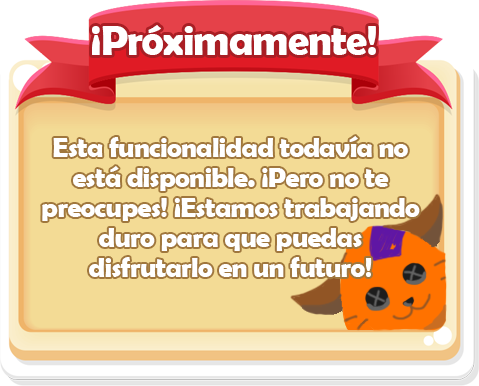 ¡Próximamente!
Esta funcionalidad todavía no
está disponible. ¡Pero no te
preocupes! ¡Estamos trabajando
duro para que puedas
disfrutarlo en un futuro!